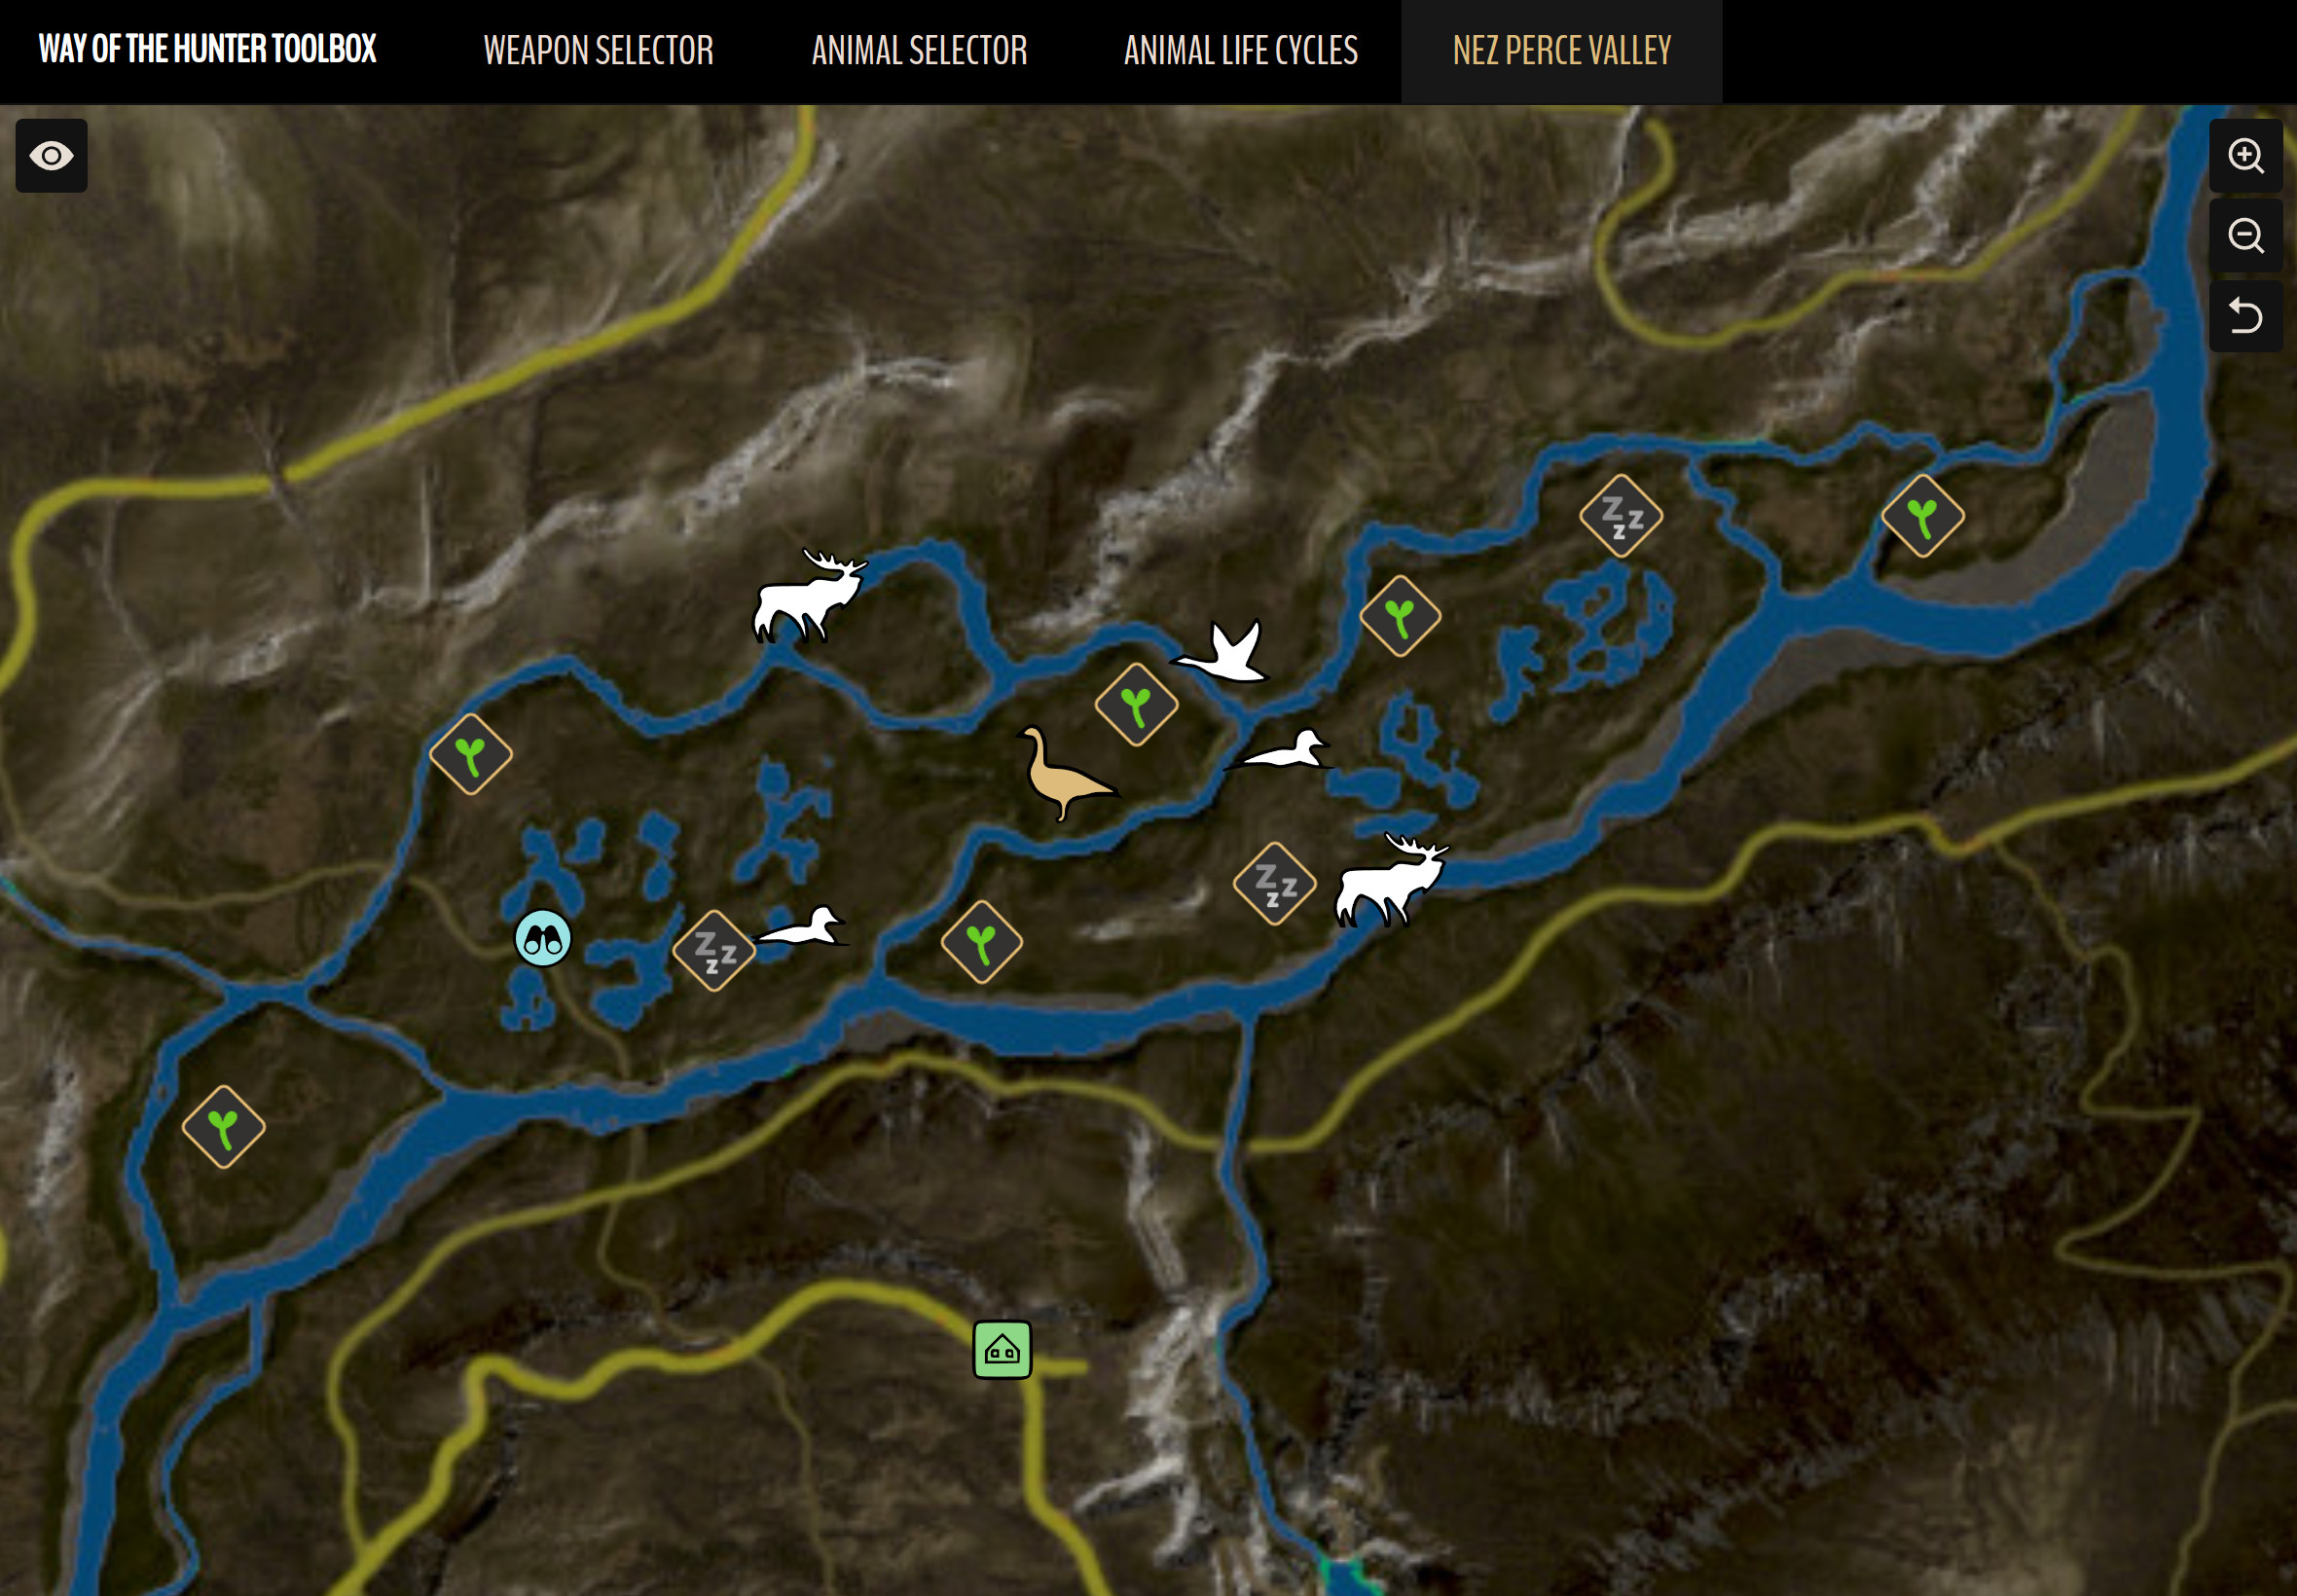 WAY OF THE HUNTER TOOLBOX WEAPON SELECTOR ANIMAL SELECTOR ANIMAL LIFE CYCLES NEZ PERCE VALLEY
Z Z Z
Z Z Z
Z Z Z